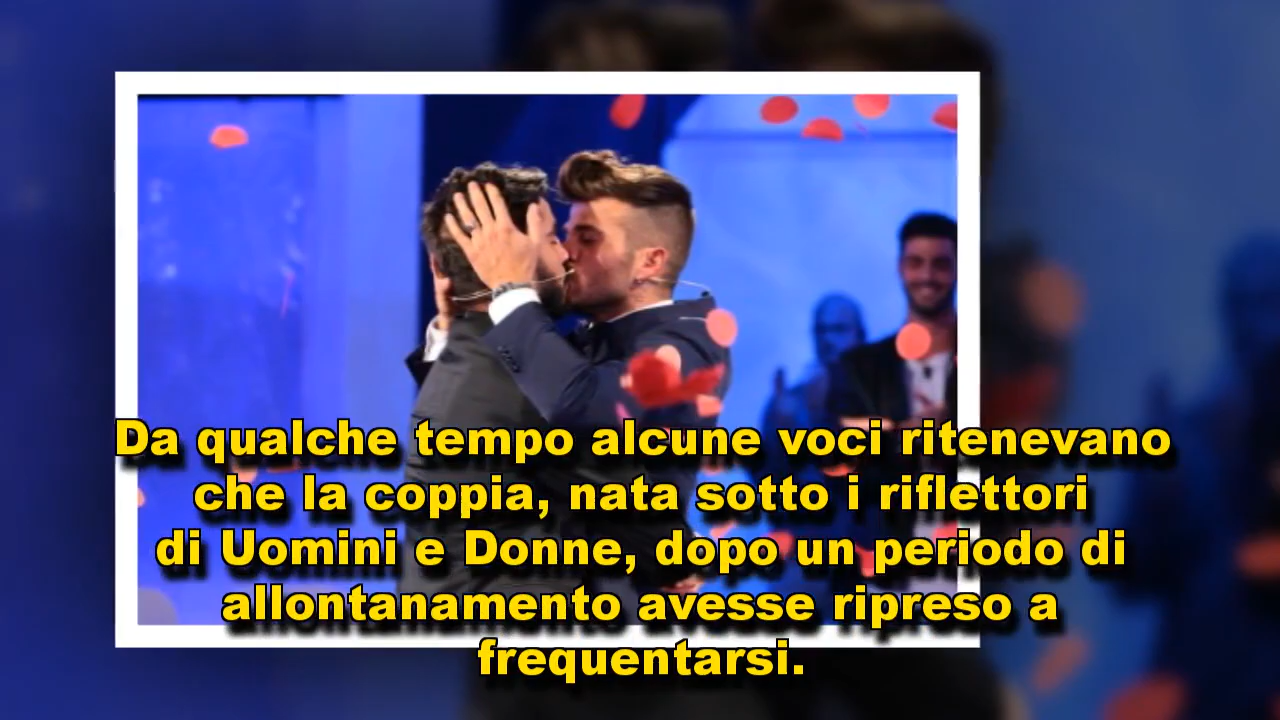 Da qualche tempo alcune voci ritenevano
che la coppia, nata sotto i riflettori
di Uomini e Donne, dopo un periodo di
allontanamento avesse ripreso a
frequentarsi.